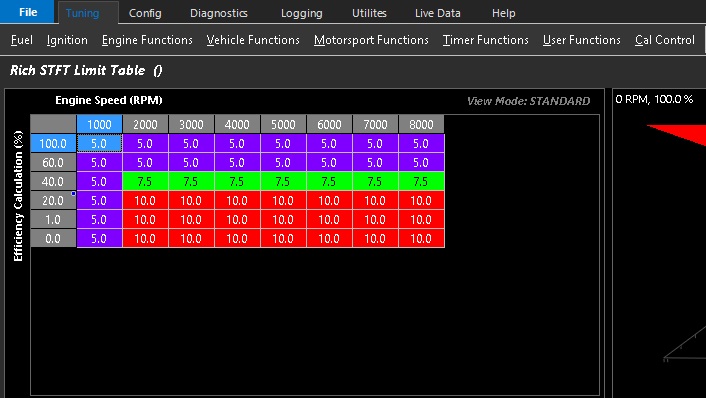 File Tuning Config Diagnostics Logging Utilites Live Data Help
Fuel Ignition Engine Functions Vehicle Functions Motorsport Functions Timer Functions User Functions Cal Control
Rich STFT Limit Table ()
Engine Speed (RPM) View Mode: STANDARD
0 RPM, 100.0 %
Efficiency Calculation (%)
1000 2000 3000 4000 5000 6000 7000 8000
100.0 5.0 5.0 5.0 5.0 5.0 5.0 5.0 5.0
60.0 5.0 5.0 5.0 5.0 5.0 5.0 5.0 5.0
40.0 5.0 7.5 7.5 7.5 7.5 7.5 7.5 7.5
20.0 5.0 10.0 10.0 10.0 10.0 10.0 10.0 10.0
1.0 5.0 10.0 10.0 10.0 10.0 10.0 10.0 10.0
0.0 5.0 10.0 10.0 10.0 10.0 10.0 10.0 10.0